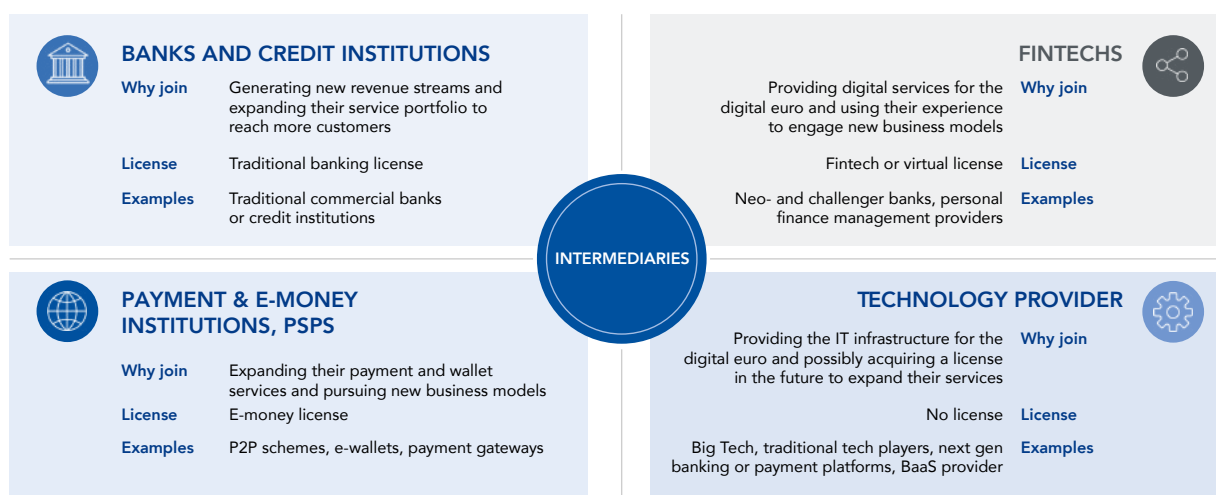 BANKS AND CREDIT INSTITUTIONS
Why join Generating new revenue streams and
expanding their service portfolio to
reach more customers
License Traditional banking license
Examples Traditional commercial banks
or credit institutions
FINTECHS
Providing digital services for the Why join
digital euro and using their experience
to engage new business models
Fintech or virtual license License
Neo- and challenger banks, personal Examples
finance management providers
INTERMEDIARIES
PAYMENT & E-MONEY
INSTITUTIONS, PSPS
Why join Expanding their payment and wallet
services and pursuing new business models
License E-money license
Examples P2P schemes, e-wallets, payment gateways
TECHNOLOGY PROVIDER
Providing the IT infrastructure for the Why join
digital euro and possibly acquiring a license
in the future to expand their services
No license License
Big Tech, traditional tech players, next gen Examples
banking or payment platforms, BaaS provider